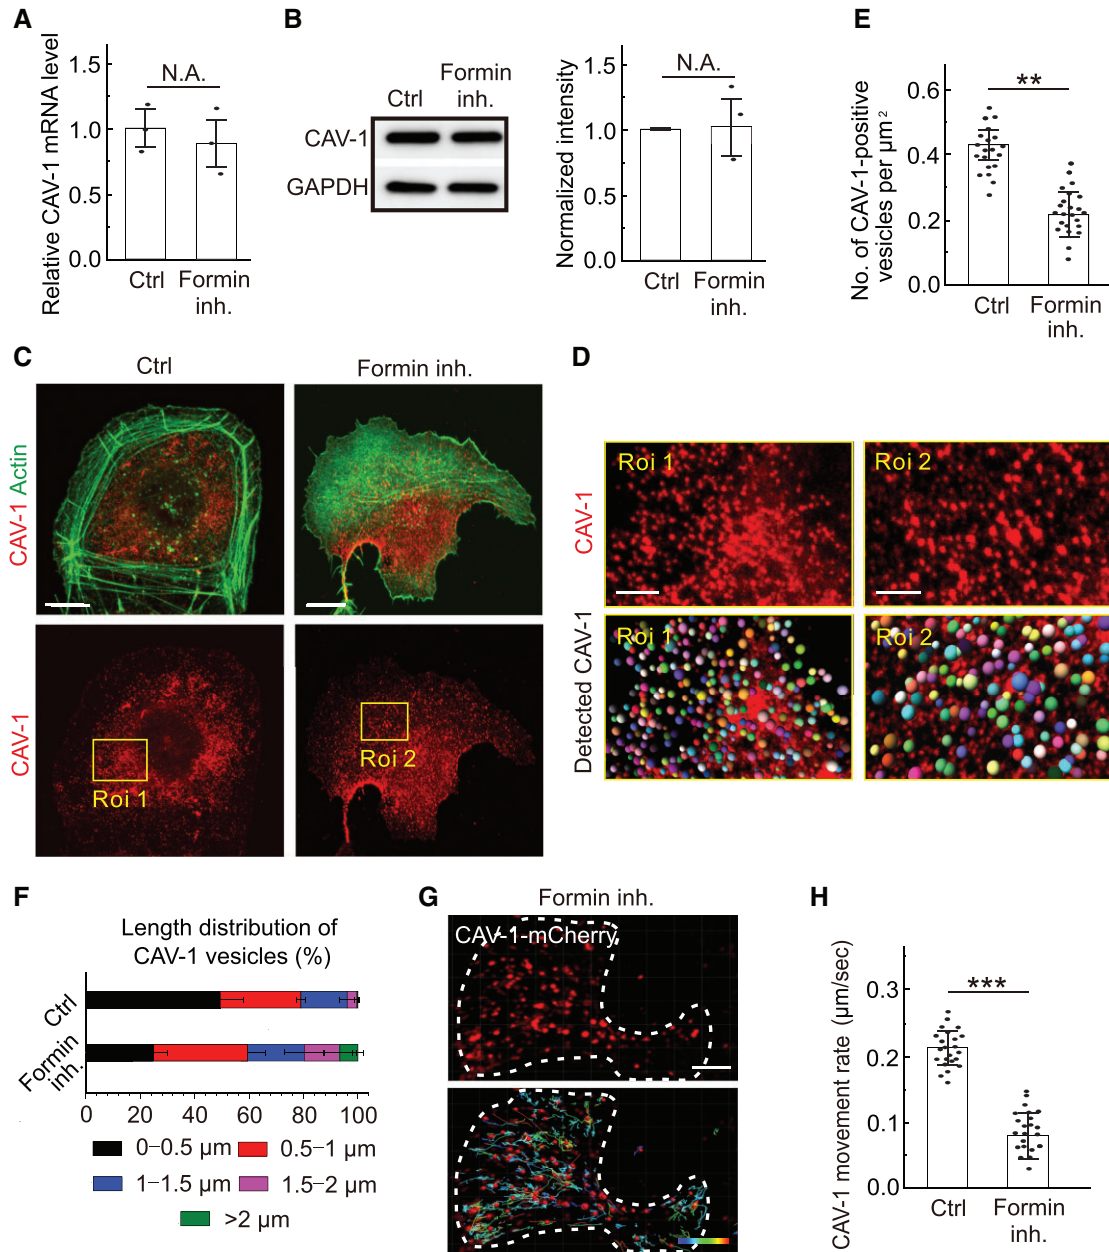 A
Relative CAV-1 mRNA level
1.5
1.0
0.5
0.0
N.A.
Ctrl
Formin
inh.
B
Ctrl
Formin
inh.
CAV-1
GAPDH
Normalized intensity
1.5
1.0
0.5
0.0
N.A.
Ctrl
Formin
inh.
E
No. of CAV-1-positive
vesicles per µm²
0.6
0.4
0.2
0.0
**
Ctrl
Formin
inh.
C
Ctrl
Formin inh.
CAV-1 Actin
CAV-1
Roi 1
Roi 2
D
CAV-1
Roi 1
Roi 2
Detected CAV-1
Roi 1
Roi 2
F
Length distribution of
CAV-1 vesicles (%)
Ctrl
Formin
inh.
0 20 40 60 80 100
0–0.5 µm
0.5–1 µm
1–1.5 µm
1.5–2 µm
>2 µm
G
Formin inh.
CAV-1-mCherry
H
CAV-1 movement rate (µm/sec)
0.3
0.2
0.1
0.0
***
Ctrl
Formin
inh.